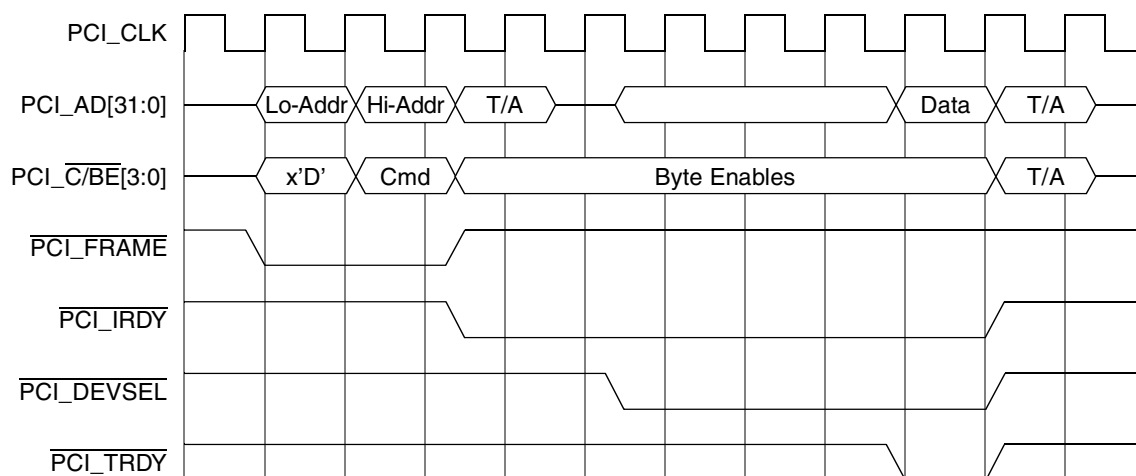 PCI_CLK
PCI_AD[31:0] Lo-Addr Hi-Addr T/A Data T/A
PCI_C/BE[3:0] x'D' Cmd Byte Enables T/A
PCI_FRAME
PCI_IRDY
PCI_DEVSEL
PCI_TRDY